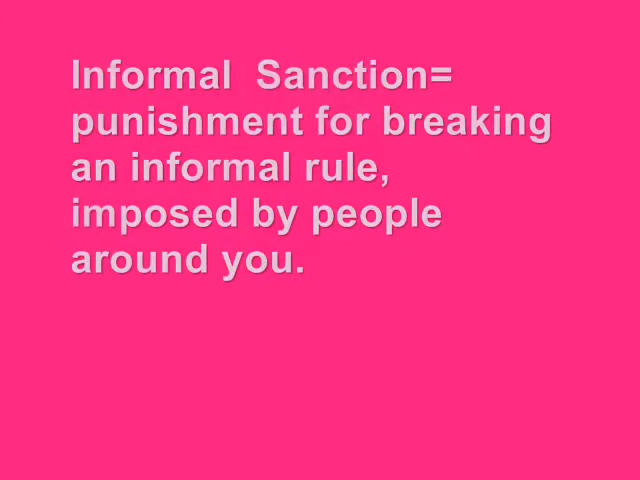 Informal  Sanction=
punishment for breaking
an informal rule,
imposed by people
around you.